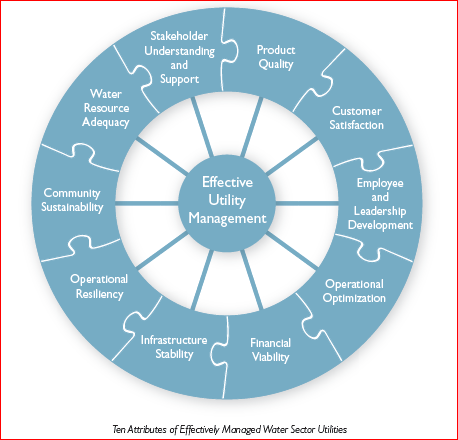 Stakeholder
Understanding
and
Support
Product
Quality
Customer
Satisfaction
Employee
and
Leadership
Development
Operational
Optimization
Financial
Viability
Infrastructure
Stability
Operational
Resiliency
Community
Sustainability
Water
Resource
Adequacy
Effective
Utility
Management
Ten Attributes of Effectively Managed Water Sector Utilities